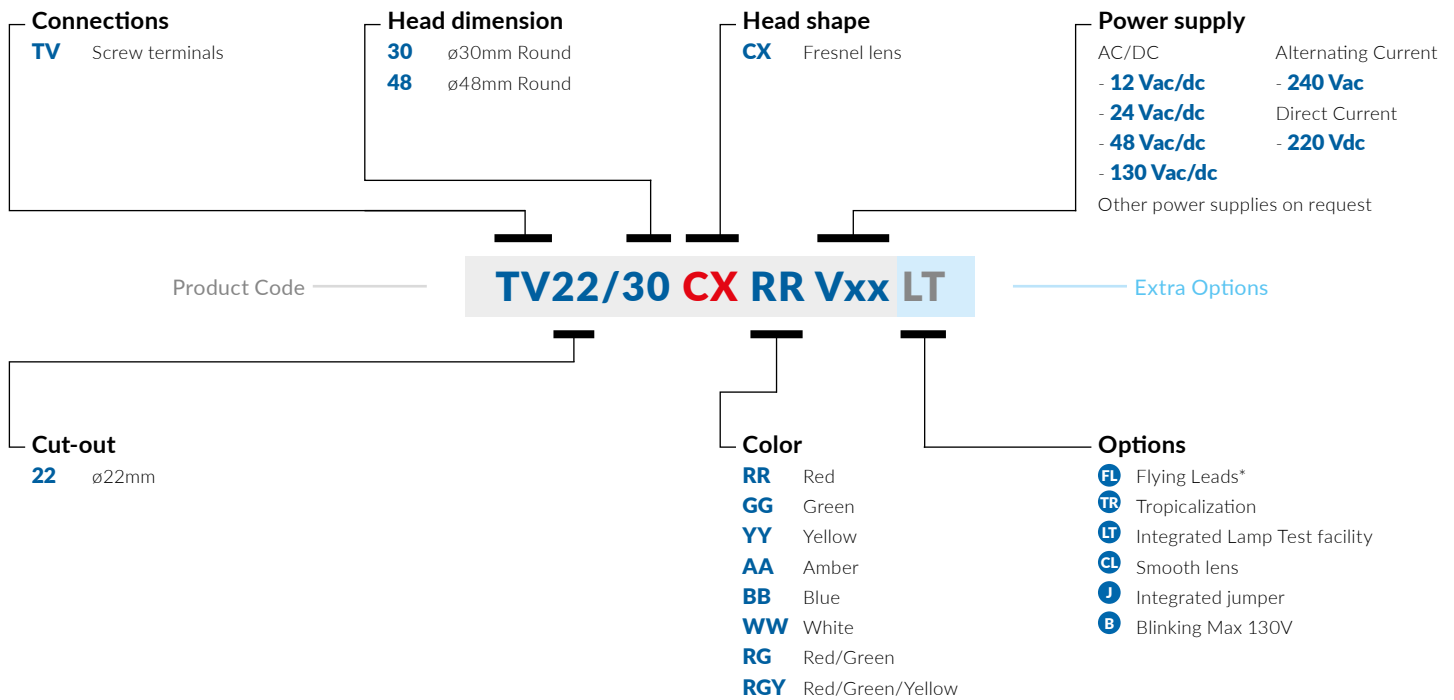 Connections
TV Screw terminals
Head dimension
30 ø30mm Round
48 ø48mm Round
Head shape
CX Fresnel lens
Power supply
AC/DC
- 12 Vac/dc
- 24 Vac/dc
- 48 Vac/dc
- 130 Vac/dc
Alternating Current
- 240 Vac
Direct Current
- 220 Vdc
Other power supplies on request
Product Code
TV22/30 CX RR Vxx LT
Extra Options
Cut-out
22 ø22mm
Color
RR Red
GG Green
YY Yellow
AA Amber
BB Blue
WW White
RG Red/Green
RGY Red/Green/Yellow
Options
FL Flying Leads*
TR Tropicalization
LT Integrated Lamp Test facility
CL Smooth lens
J Integrated jumper
B Blinking Max 130V